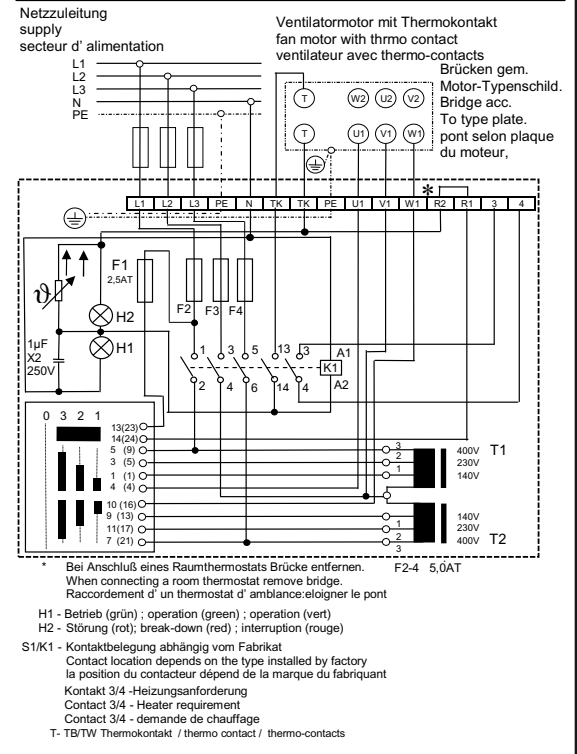 Netzzuleitung
supply
secteur d' alimentation
L1
L2
L3
N
PE
Ventilatormotor mit Thermokontakt
fan motor with thrmo contact
ventilateur avec thermo-contacts
Brücken gem.
Motor-Typenschild.
Bridge acc.
To type plate.
pont selon plaque
du moteur,
T W2 U2 V2
T U1 V1 W1
*
L1 L2 L3 PE N TK TK PE U1 V1 W1 R2 R1 3 4
F1
2,5AT
F2 F3 F4
ϑ
H2
H1
1µF
X2
250V
1 3 5 13 3 A1
K1
2 4 6 14 4 A2
0 3 2 1
13(23)
14(24)
5 (9)
3 (5)
1 (1)
4 (4)
10 (16)
9 (13)
11(17)
7 (21)
3 400V T1
2 230V
1 140V
140V
1 230V
2 400V T2
3
* Bei Anschluß eines Raumthermostats Brücke entfernen. F2-4 5,0AT
When connecting a room thermostat remove bridge.
Raccordement d' un thermostat d' amblance:eloigner le pont
H1 - Betrieb (grün) ; operation (green) ; operation (vert)
H2 - Störung (rot); break-down (red) ; interruption (rouge)
S1/K1 - Kontaktbelegung abhängig vom Fabrikat
Contact location depends on the type installed by factory
la position du contacteur dépend de la marque du fabriquant
Kontakt 3/4 -Heizungsanforderung
Contact 3/4 - Heater requirement
Contact 3/4 - demande de chauffage
T- TB/TW Thermokontakt / thermo contact / thermo-contacts